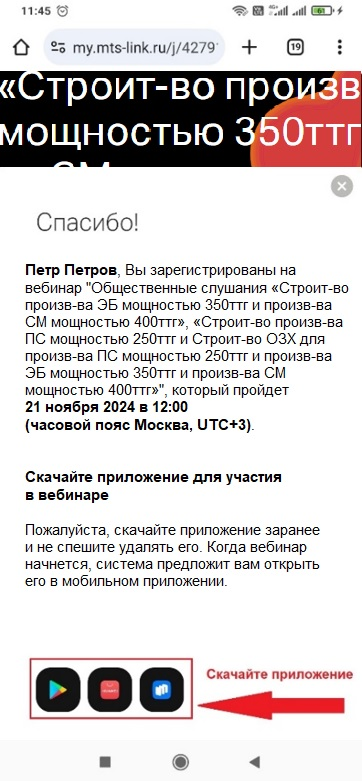 11:45
4G+
61
my.mts-link.ru/j/4279
19
«Строит-во произв
мощностью 350ттг
Спасибо!
Петр Петров, Вы зарегистрированы на
вебинар "Общественные слушания «Строит-во
произв-ва ЭБ мощностью 350ттг и произв-ва
СМ мощностью 400ттг», «Строит-во произв-ва
ПС мощностью 250ттг и Строит-во ОЗХ для
произв-ва ПС мощностью 250ттг и произв-ва
ЭБ мощностью 350ттг и произв-ва СМ
мощностью 400ттг»", который пройдет
21 ноября 2024 в 12:00
(часовой пояс Москва, UTC+3).
Скачайте приложение для участия
в вебинаре
Пожалуйста, скачайте приложение заранее
и не спешите удалять его. Когда вебинар
начнется, система предложит вам открыть
его в мобильном приложении.
Скачайте приложение